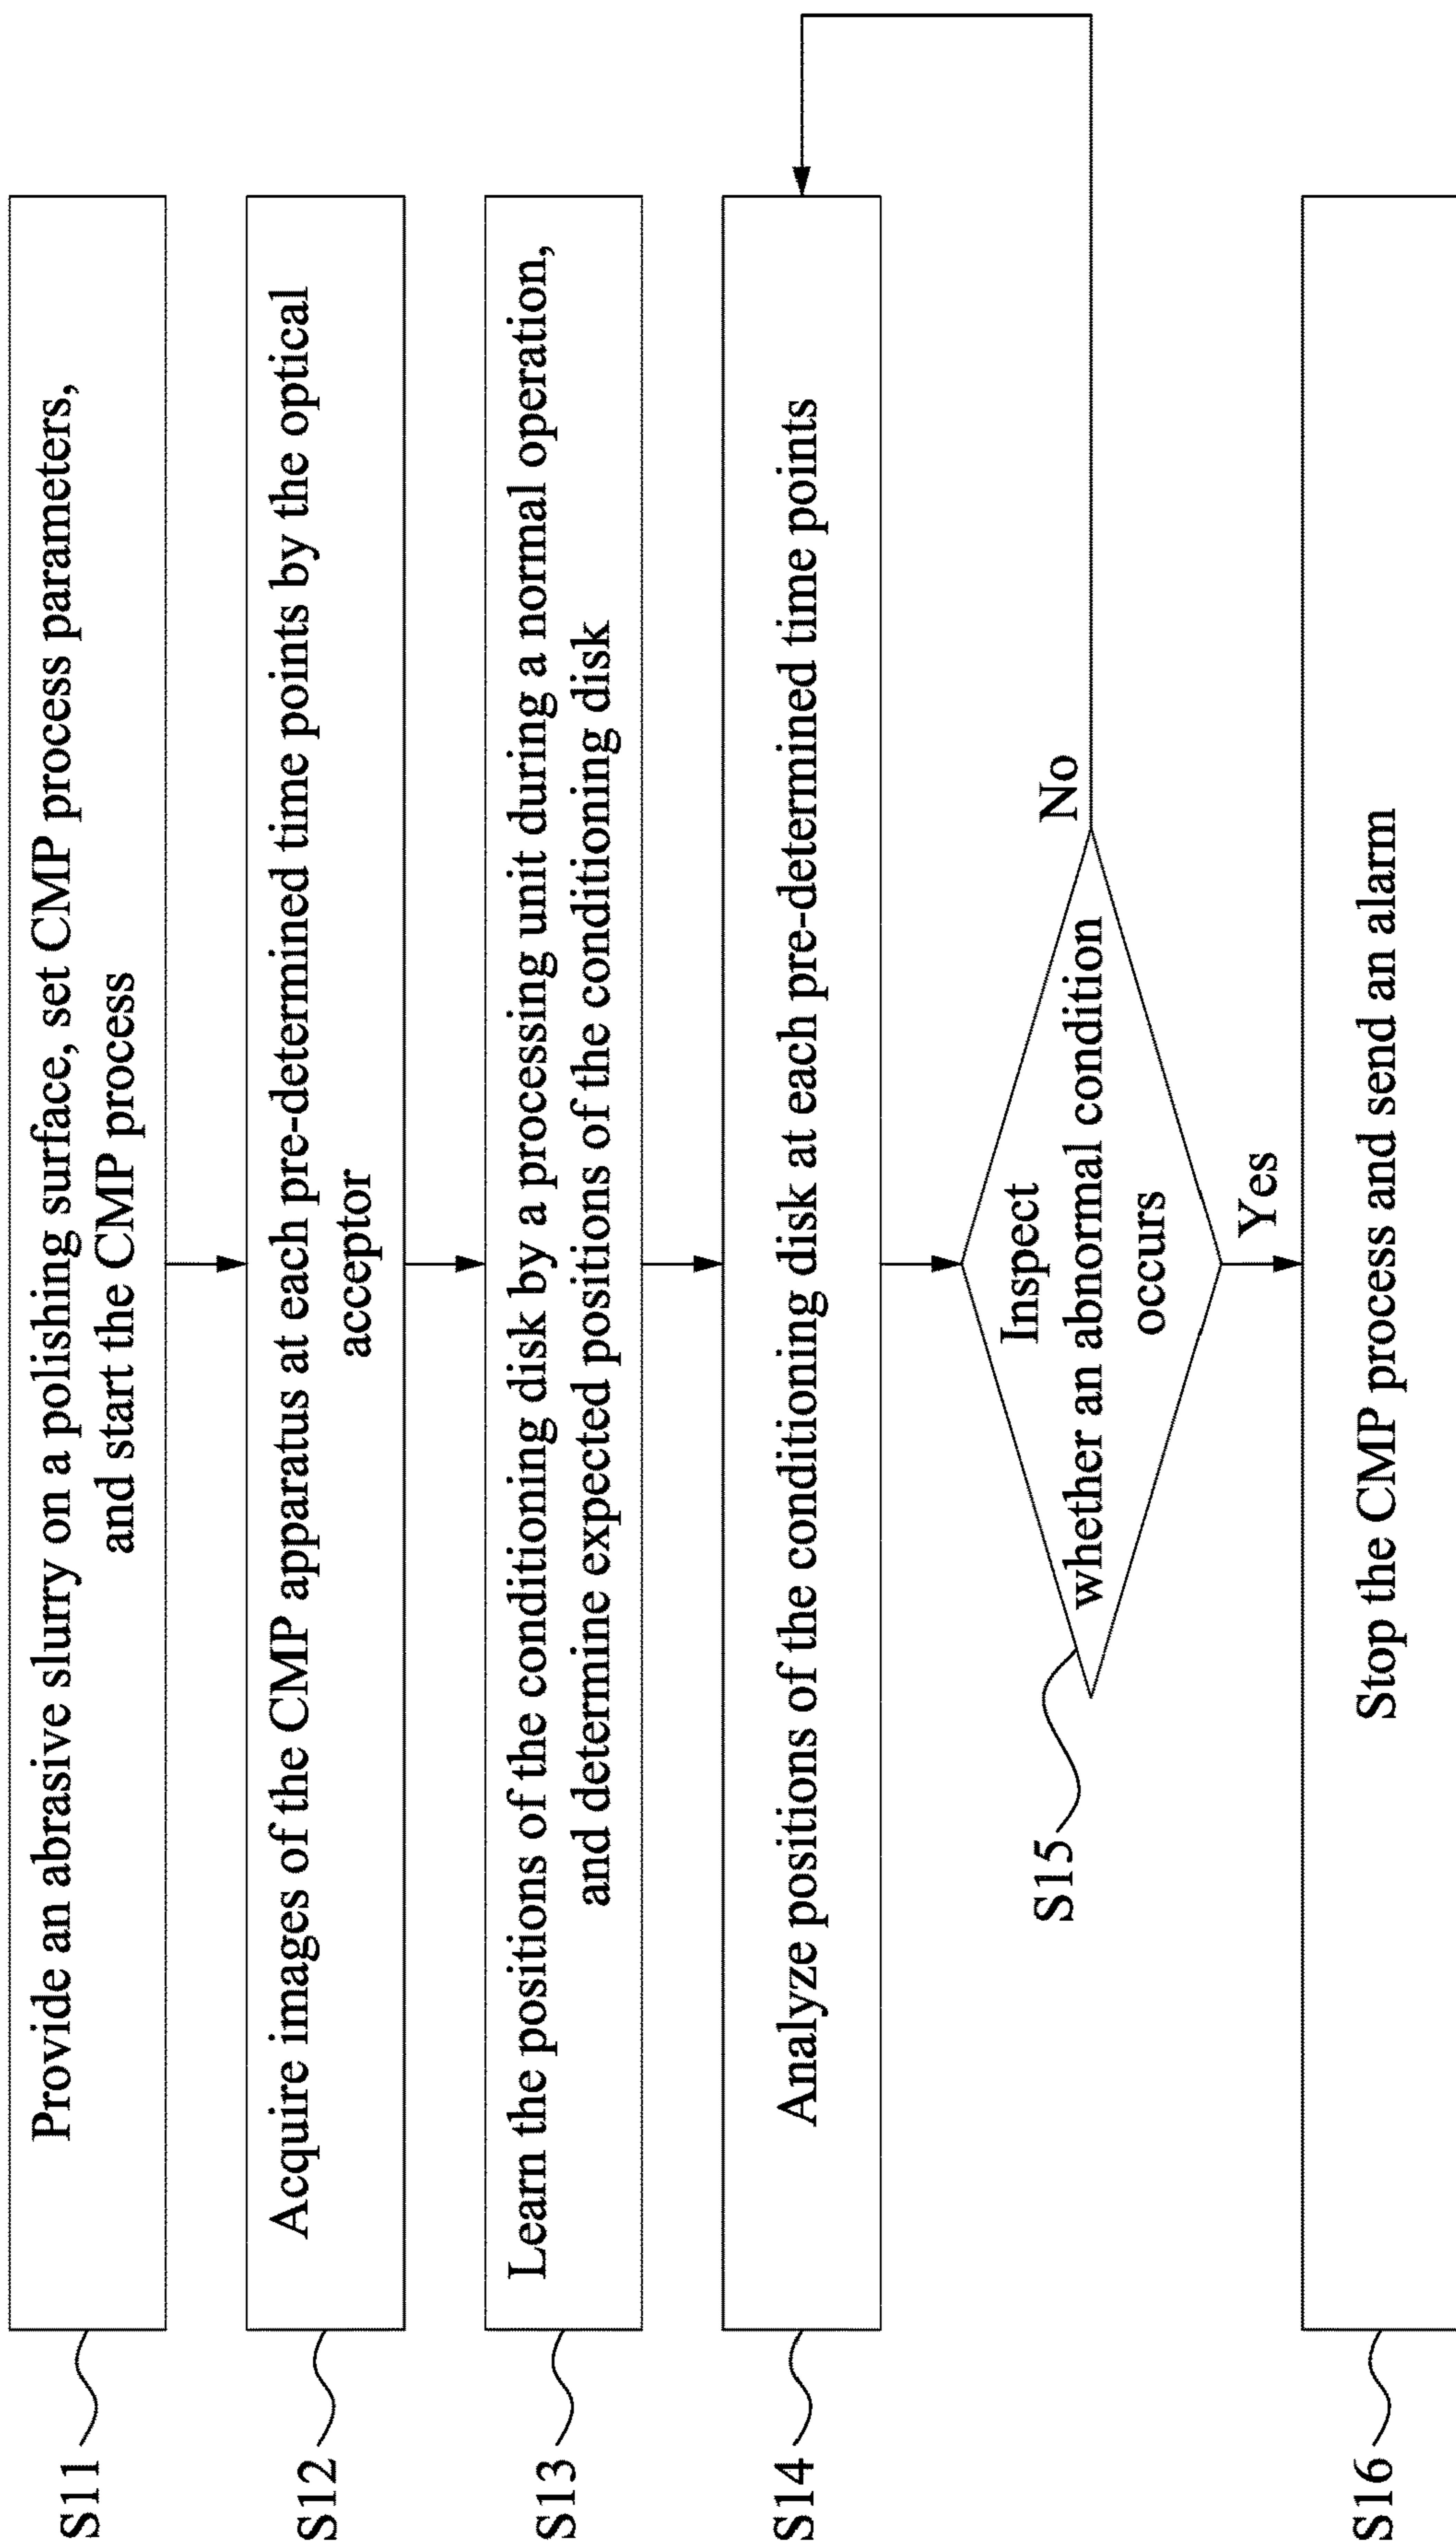 S11
Provide an abrasive slurry on a polishing surface, set CMP process parameters,
and start the CMP process
S12
Acquire images of the CMP apparatus at each pre-determined time points by the optical
acceptor
S13
Learn the positions of the conditioning disk by a processing unit during a normal operation,
and determine expected positions of the conditioning disk
S14
Analyze positions of the conditioning disk at each pre-determined time points
S15
Inspect
whether an abnormal condition
occurs
No
Yes
S16
Stop the CMP process and send an alarm